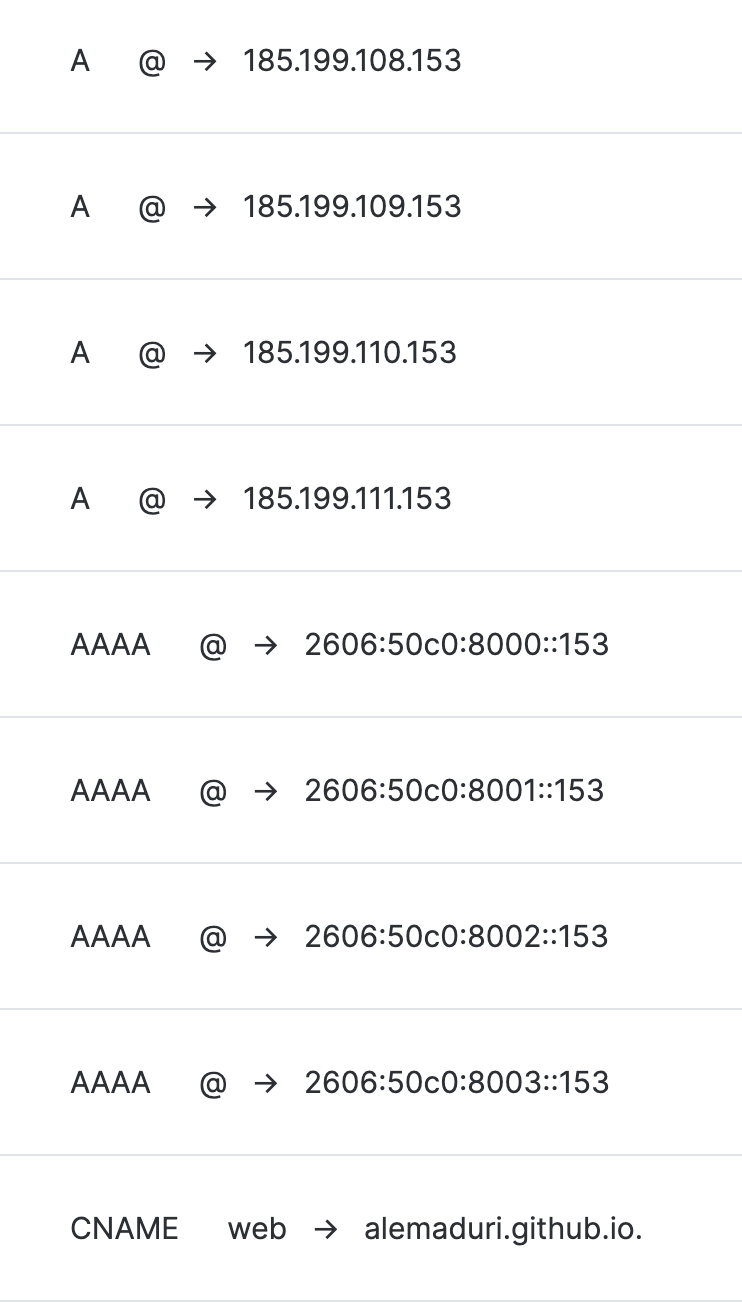 A @ → 185.199.108.153
A @ → 185.199.109.153
A @ → 185.199.110.153
A @ → 185.199.111.153
AAAA @ → 2606:50c0:8000::153
AAAA @ → 2606:50c0:8001::153
AAAA @ → 2606:50c0:8002::153
AAAA @ → 2606:50c0:8003::153
CNAME web → alemaduri.github.io.